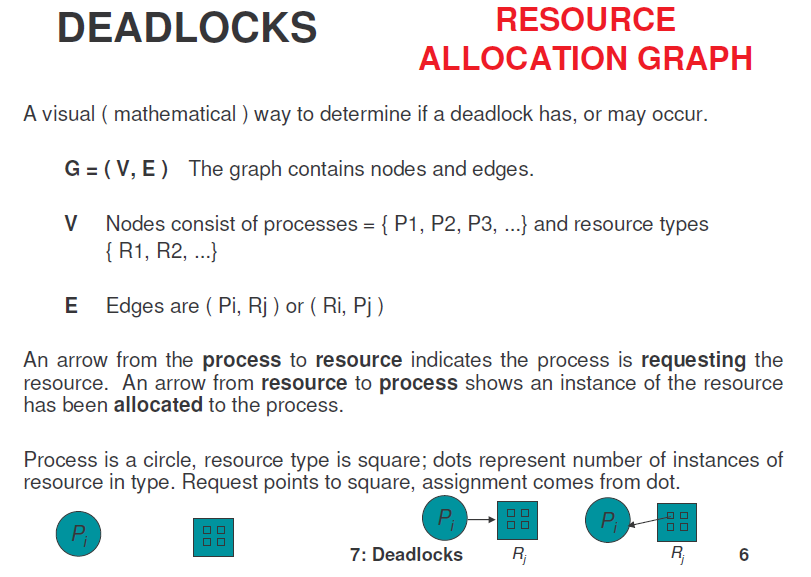 DEADLOCKS
RESOURCE
ALLOCATION GRAPH
A visual ( mathematical ) way to determine if a deadlock has, or may occur.
G = ( V, E ) The graph contains nodes and edges.
V Nodes consist of processes = { P1, P2, P3, ...} and resource types
{ R1, R2, ...}
E Edges are ( Pi, Rj ) or ( Ri, Pj )
An arrow from the process to resource indicates the process is requesting the
resource. An arrow from resource to process shows an instance of the resource
has been allocated to the process.
Process is a circle, resource type is square; dots represent number of instances of
resource in type. Request points to square, assignment comes from dot.
Pi Pi Pi
7: Deadlocks Rj Rj 6